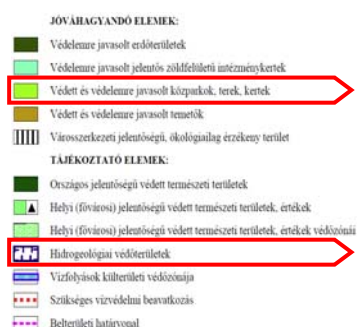 JÓVÁHAGYANDÓ ELEMEK:
Védelemre javasolt erdőterületek
Védelemre javasolt jelentős zöldfelületű intézménykertek
Védett és védelemre javasolt közparkok, terek, kertek
Védett és védelemre javasolt temetők
Városszerkezeti jelentőségű, ökológiailag érzékeny terület
TÁJÉKOZTATÓ ELEMEK:
Országos jelentőségű védett természeti területek
Helyi (fővárosi) jelentőségű védett természeti területek, értékek
Helyi (fővárosi) jelentőségű védett természeti területek, értékek védőzónái
Hidrogeológiai védőterületek
Vízfolyások külterületi védőzónája
Szükséges vízvédelmi beavatkozás
Belterületi határvonal